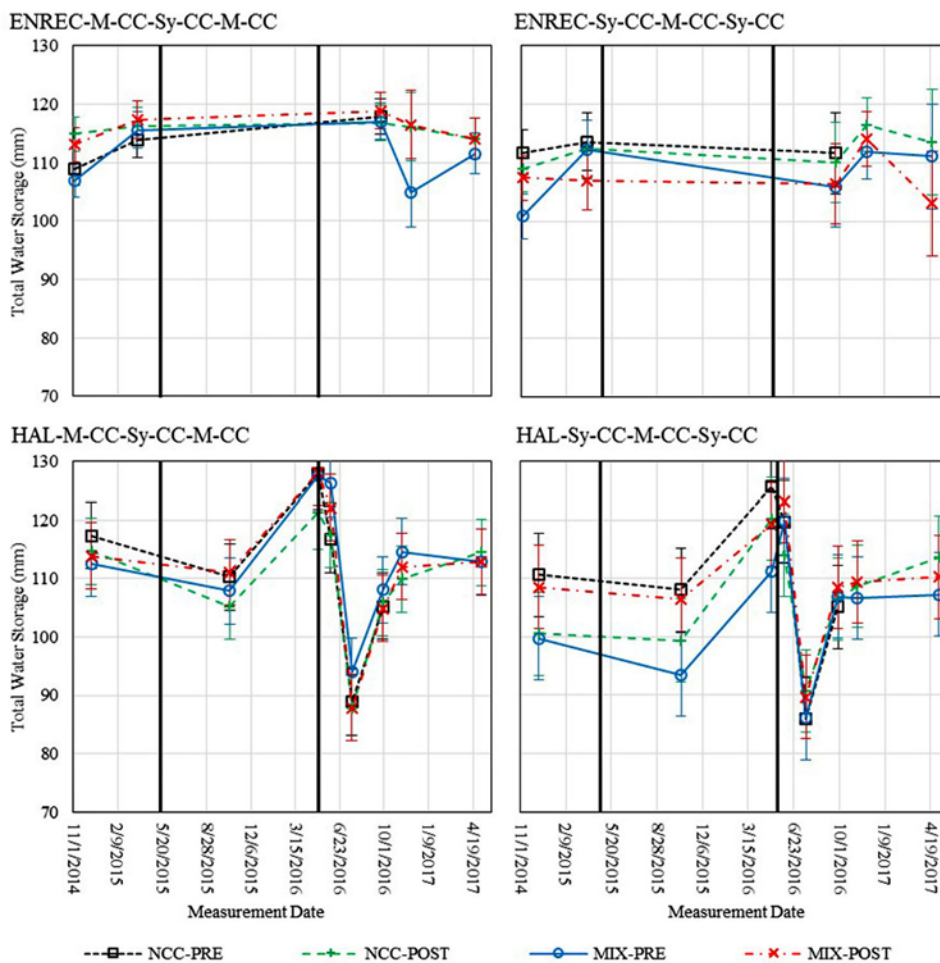 ENREC-M-CC-Sy-CC-M-CC
ENREC-Sy-CC-M-CC-Sy-CC
Total Water Storage (mm)
130
120
110
100
90
80
70
HAL-M-CC-Sy-CC-M-CC
HAL-Sy-CC-M-CC-Sy-CC
Total Water Storage (mm)
130
120
110
100
90
80
70
11/1/2014
2/9/2015
5/20/2015
8/28/2015
12/6/2015
3/15/2016
6/23/2016
10/1/2016
1/9/2017
4/19/2017
11/1/2014
2/9/2015
5/20/2015
8/28/2015
12/6/2015
3/15/2016
6/23/2016
10/1/2016
1/9/2017
4/19/2017
Measurement Date
Measurement Date
NCC-PRE
NCC-POST
MIX-PRE
MIX-POST